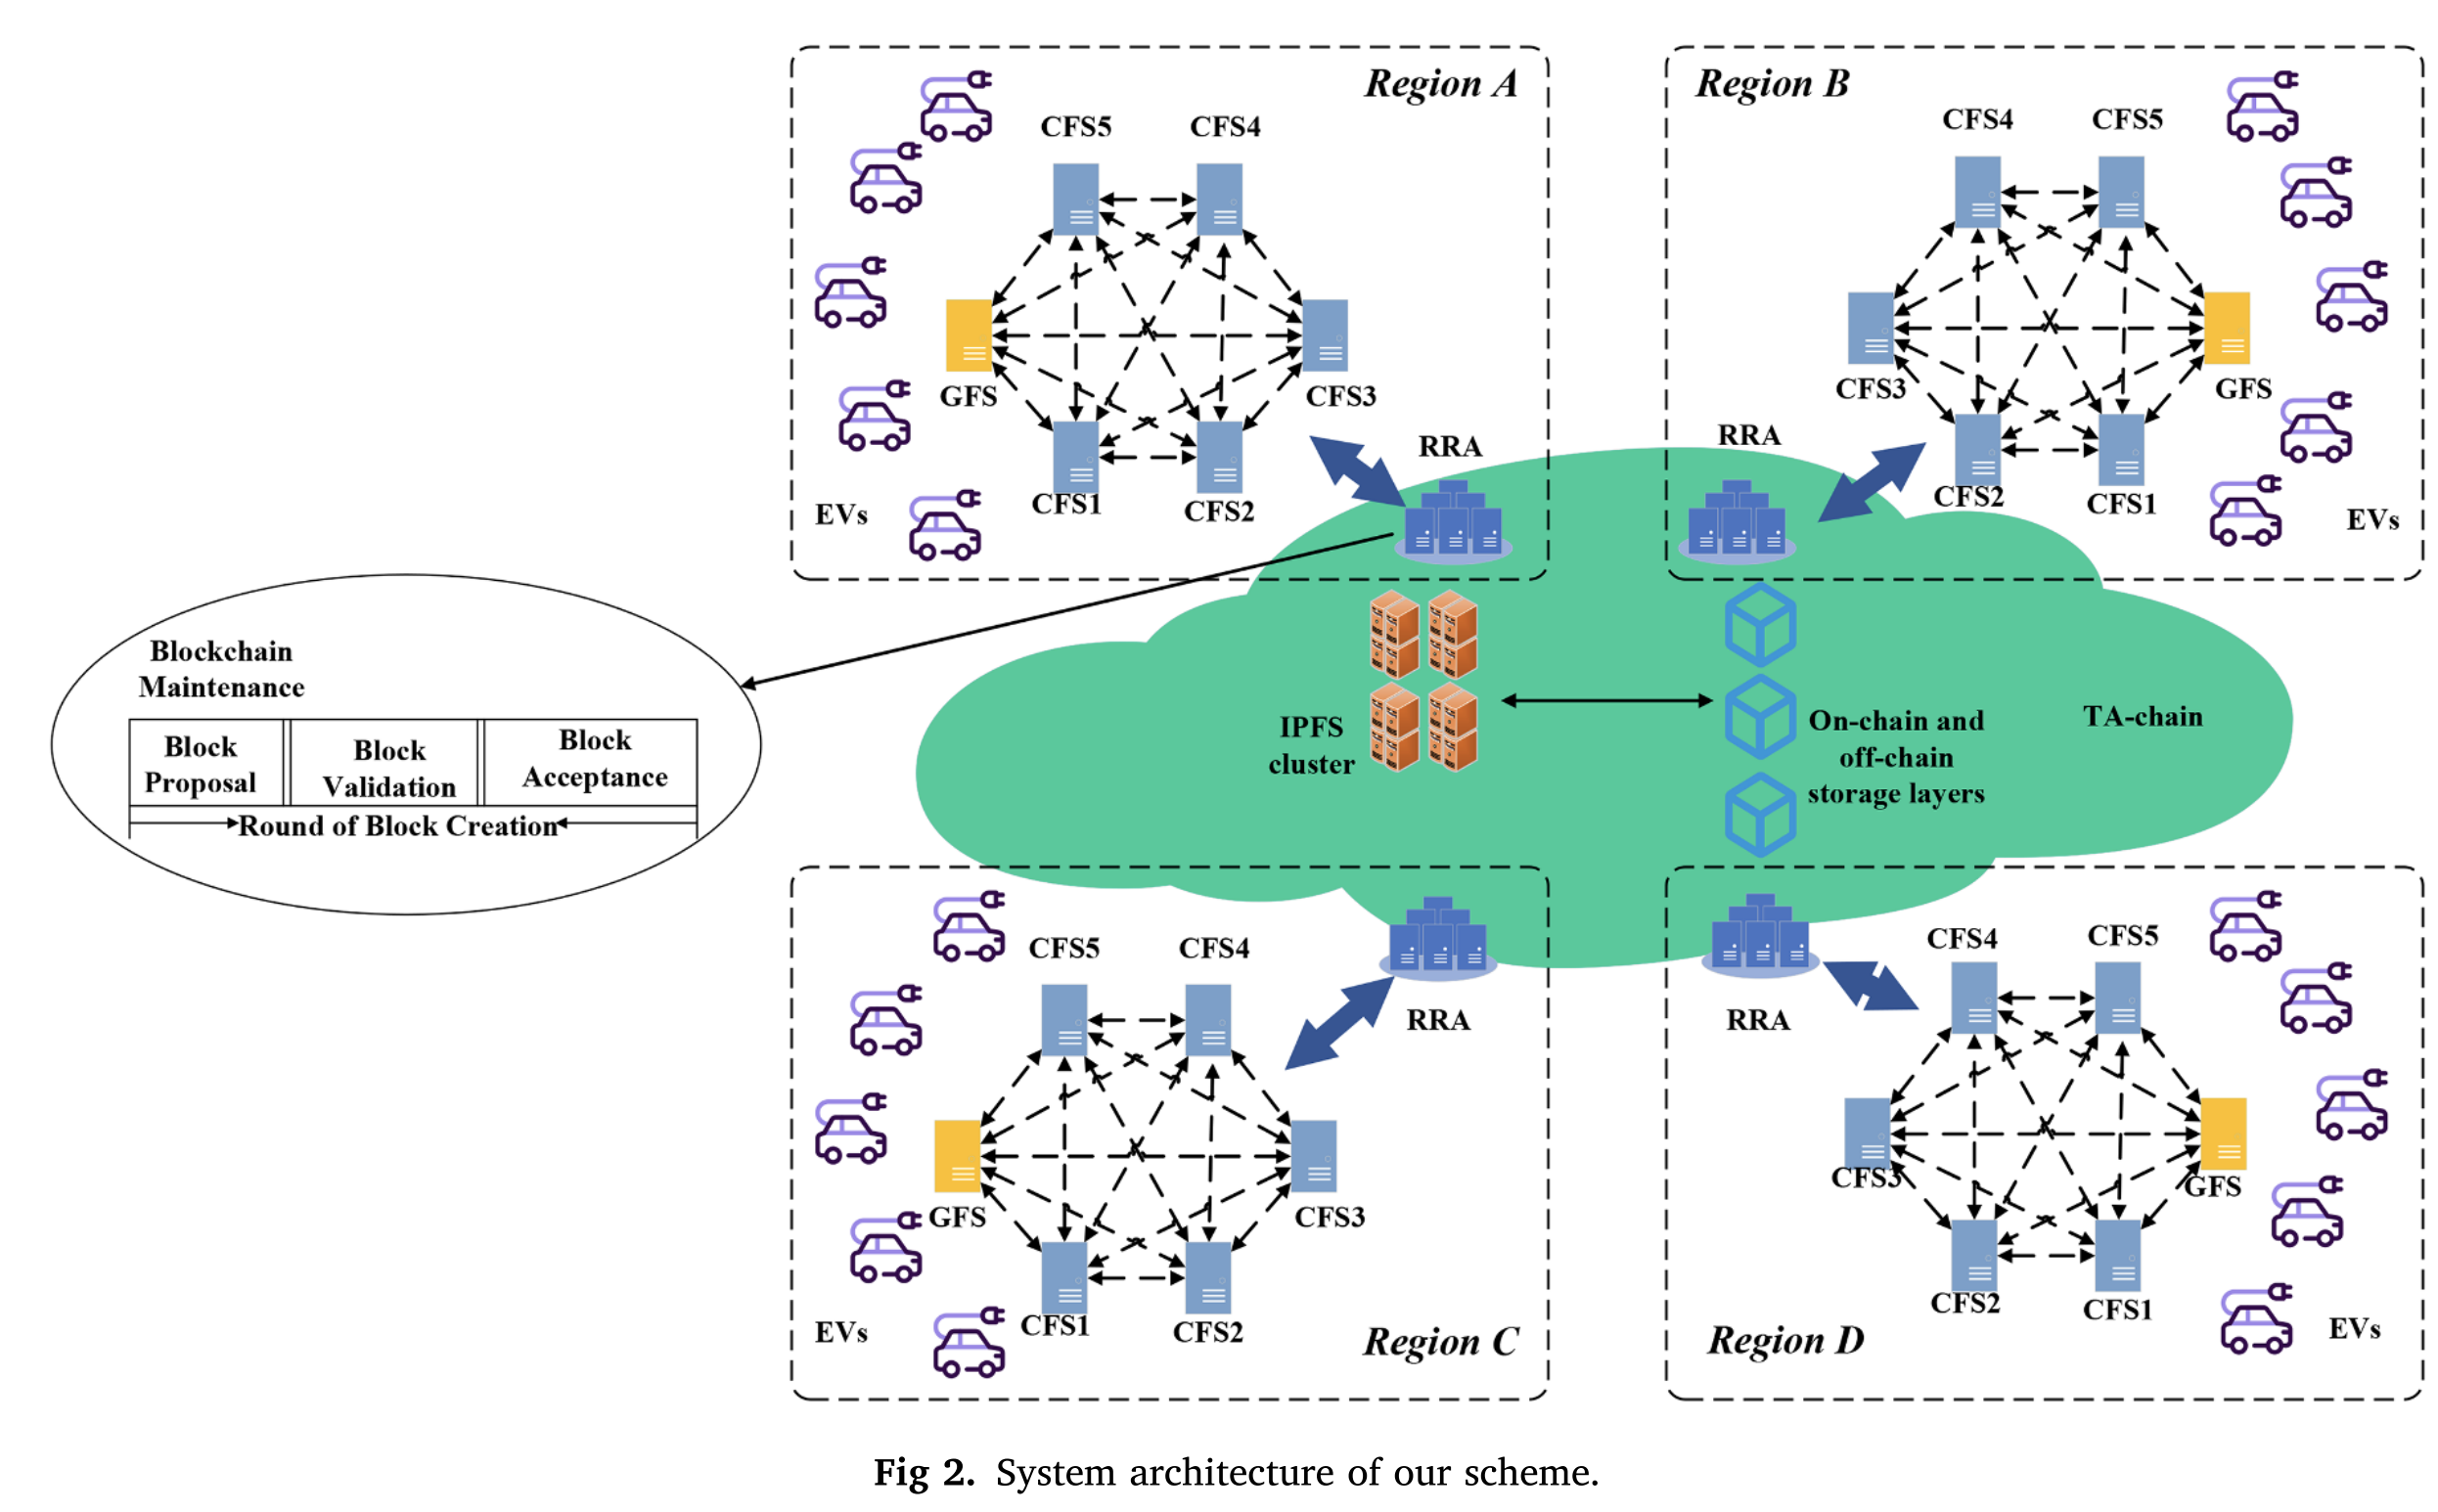 Region A
CFS5
CFS4
GFS
CFS3
CFS1
CFS2
EVs
RRA
Region B
CFS4
CFS5
CFS3
GFS
CFS2
CFS1
EVs
RRA
Blockchain
Maintenance
Block
Proposal
Block
Validation
Block
Acceptance
Round of Block Creation
IPFS
cluster
On-chain and
off-chain
storage layers
TA-chain
CFS5
CFS4
RRA
GFS
CFS3
CFS1
CFS2
EVs
Region C
CFS4
CFS5
RRA
CFS3
GFS
CFS2
CFS1
EVs
Region D
Fig 2. System architecture of our scheme.